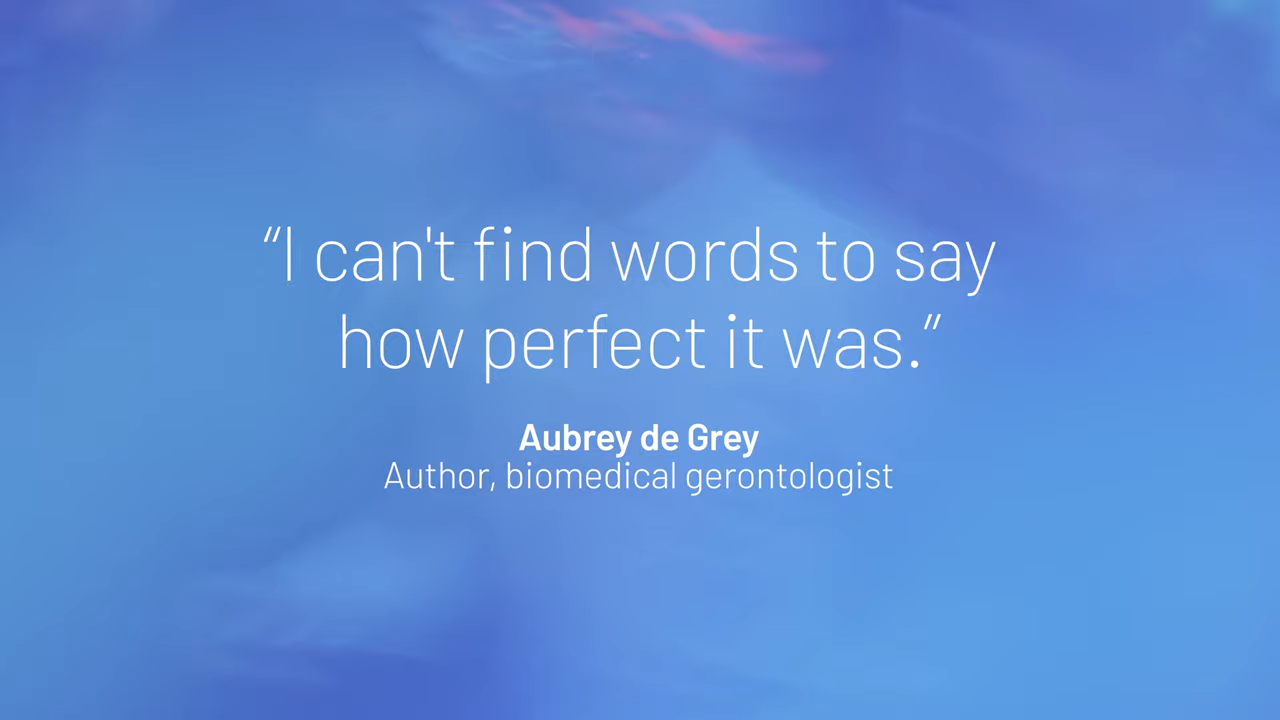 “I can't find words to say
how perfect it was.”
Aubrey de Grey
Author, biomedical gerontologist